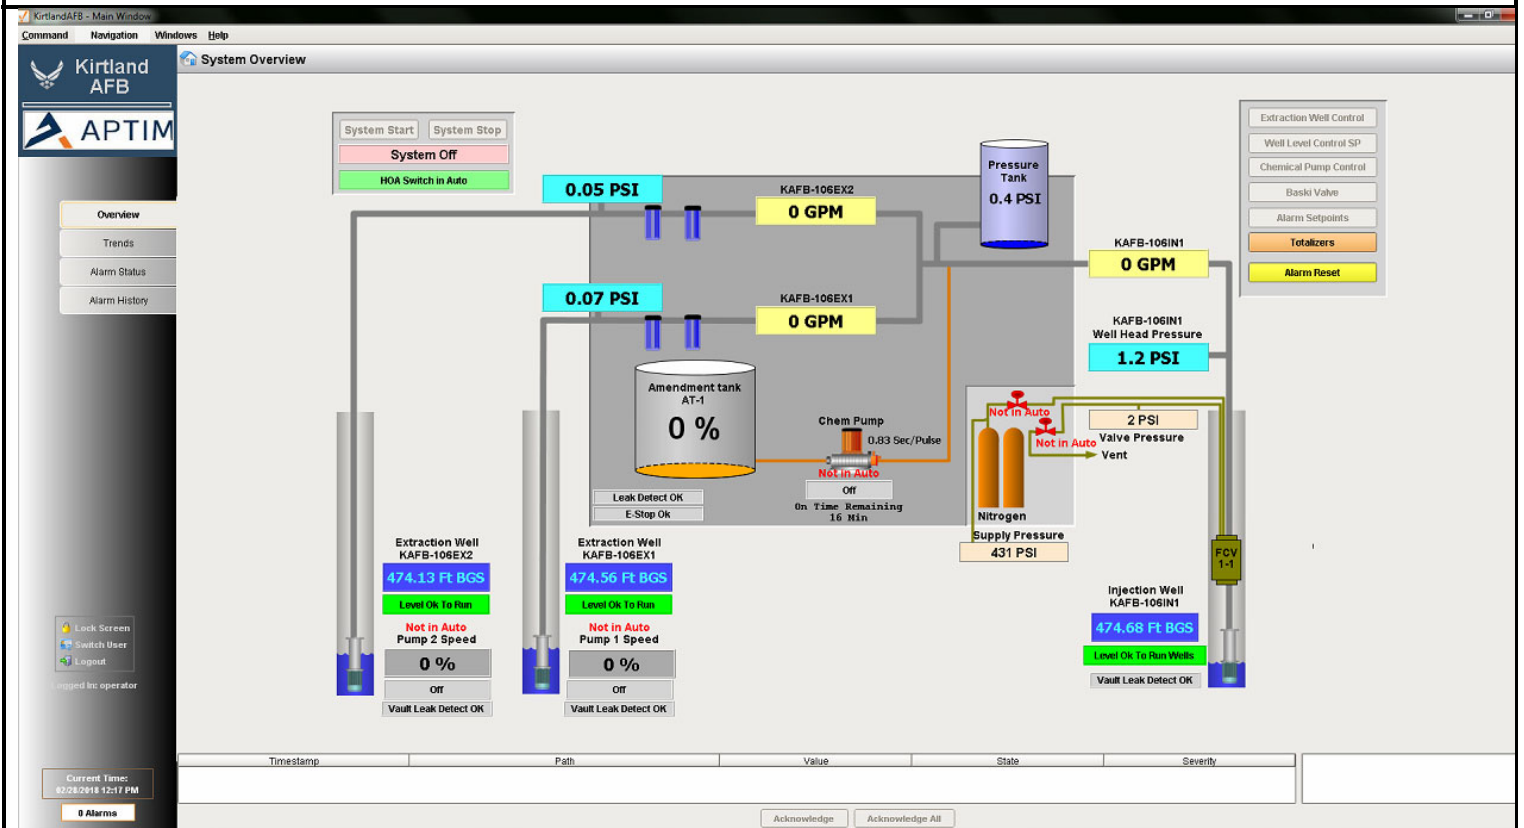 KirtlandAFB - Main Window
Command Navigation Windows Help
Kirtland
AFB
APTIM
System Overview
System Start System Stop
System Off
HOA Switch in Auto
Overview
Trends
Alarm Status
Alarm History
0.05 PSI
KAFB-106EX2
0 GPM
Pressure
Tank
0.4 PSI
KAFB-106IN1
0 GPM
Extraction Well Control
Well Level Control SP
Chemical Pump Control
Baski Valve
Alarm Setpoints
Totalizers
Alarm Reset
0.07 PSI
KAFB-106EX1
0 GPM
KAFB-106IN1
Well Head Pressure
1.2 PSI
Amendment tank
AT-1
0 %
Chem Pump
0.83 Sec/Pulse
Not in Auto
Off
On Time Remaining
16 Min
Leak Detect OK
E-Stop Ok
Not in Auto
Not in Auto
2 PSI
Valve Pressure
Vent
Nitrogen
Supply Pressure
431 PSI
FCV
1-1
Extraction Well
KAFB-106EX2
474.13 Ft BGS
Level Ok To Run
Not in Auto
Pump 2 Speed
0 %
Off
Vault Leak Detect OK
Extraction Well
KAFB-106EX1
474.56 Ft BGS
Level Ok To Run
Not in Auto
Pump 1 Speed
0 %
Off
Vault Leak Detect OK
Injection Well
KAFB-106IN1
474.68 Ft BGS
Level Ok To Run Wells
Vault Leak Detect OK
Lock Screen
Switch User
Logout
Logged In: operator
Current Time:
02/28/2018 12:17 PM
0 Alarms
Timestamp Path Value State Severity
Acknowledge Acknowledge All